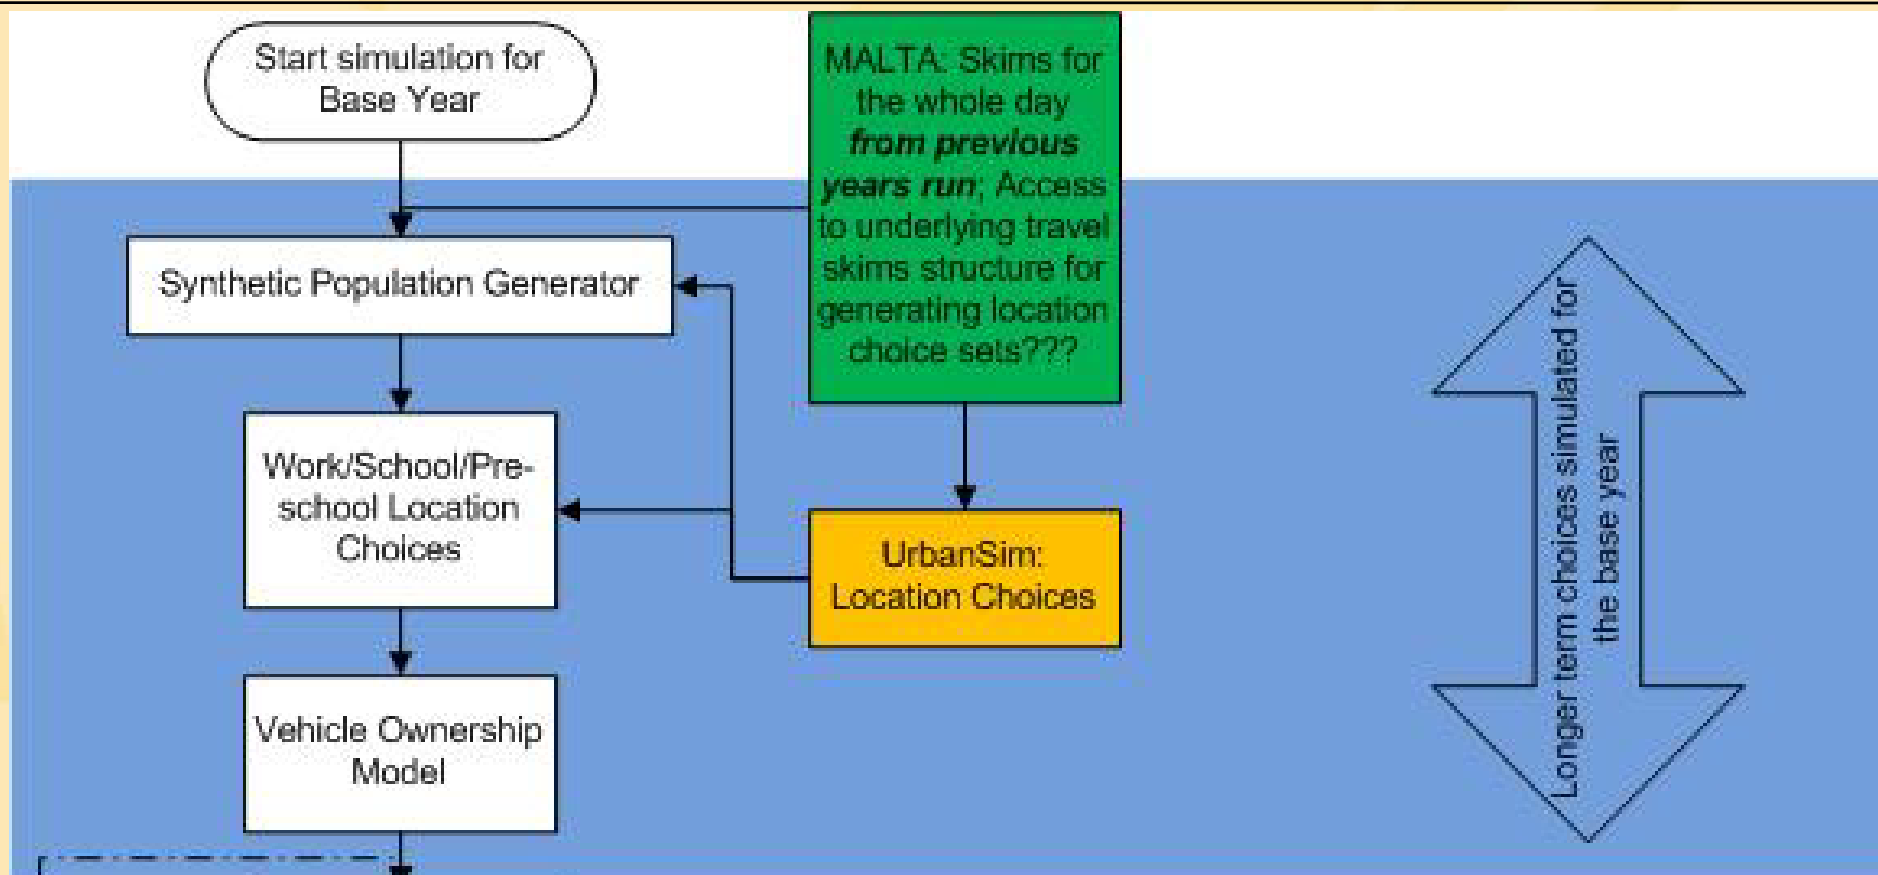 Start simulation for
Base Year
MALTA: Skims for
the whole day
from previous
years run; Access
to underlying travel
skims structure for
generating location
choice sets???
Synthetic Population Generator
Work/School/Pre-
school Location
Choices
UrbanSim:
Location Choices
Vehicle Ownership
Model
Longer term choices simulated for
the base year